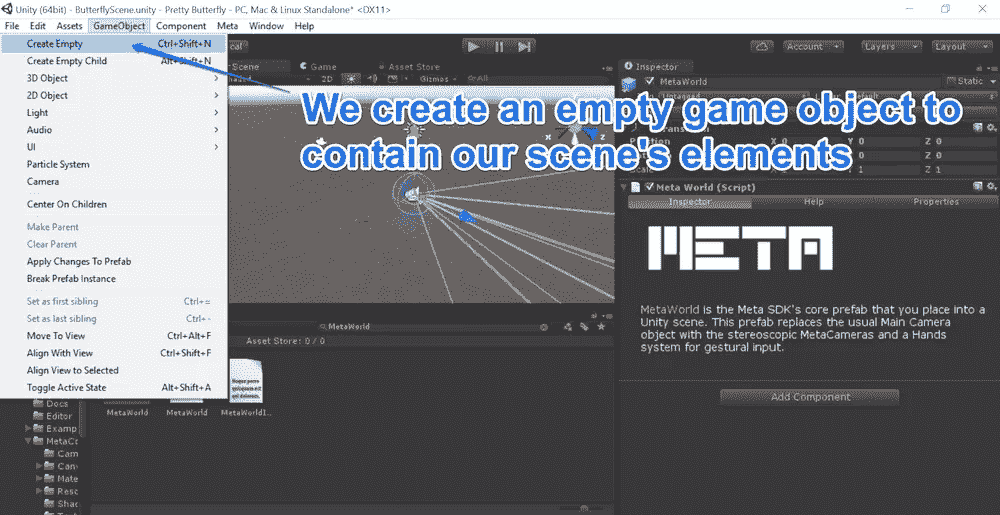 Unity (64bit) - ButterflyScene.unity - Pretty Butterfly - PC, Mac & Linux Standalone* <DX11>
File Edit Assets GameObject Component Meta Window Help
Create Empty Ctrl+Shift+N
Create Empty Child Alt+Shift+N
3D Object
2D Object
Light
Audio
UI
Particle System
Camera
Center On Children
Make Parent
Clear Parent
Apply Changes To Prefab
Break Prefab Instance
Set as first sibling Ctrl+=
Set as last sibling Ctrl+-
Move To View Ctrl+Alt+F
Align With View Ctrl+Shift+F
Align View to Selected
Toggle Active State Alt+Shift+A
Account Layers Layout
Scene Game Asset Store
2D Gizmos All
We create an empty game object to
contain our scene's elements
Inspector
MetaWorld Static
X 0 Y 0 Z 0
Y 0 Z 0
Y 1 Z 1
Meta World (Script)
Inspector Help Properties
META
MetaWorld is the Meta SDK's core prefab that you place into a
Unity scene. This prefab replaces the usual Main Camera
object with the stereoscopic MetaCameras and a Hands
system for gestural input.
Add Component
MetaWorld
Asset Store: 0 / 0
MetaWorld MetaWorld MetaWorldI...
Docs
Editor
Examp
MetaC
Cam
Can
Mate
Resc
Shac